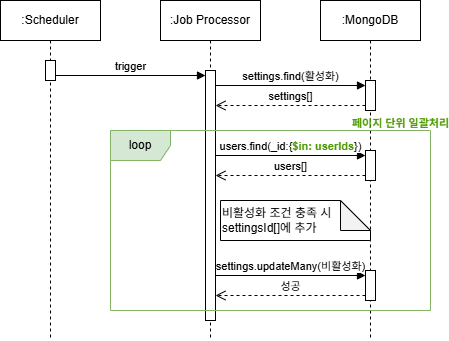 :Scheduler
:Job Processor
:MongoDB
trigger
settings.find(활성화)
settings[]
페이지 단위 일괄처리
loop
users.find(_id:{$in: userIds})
users[]
비활성화 조건 충족 시
settingsId[]에 추가
settings.updateMany(비활성화)
성공